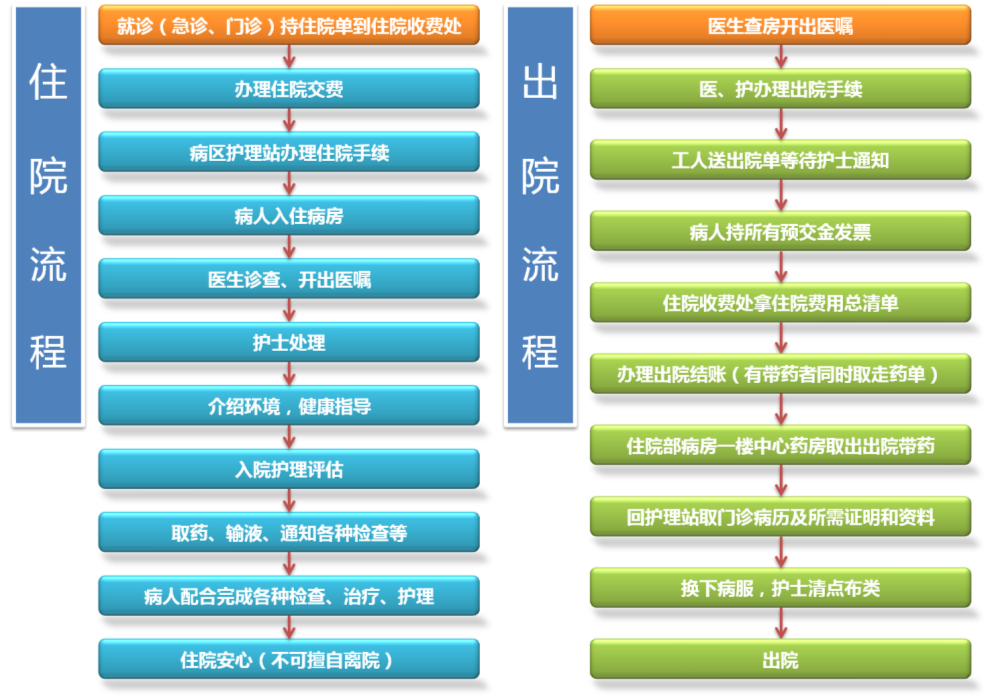 住院流程
就诊（急诊、门诊）持住院单到住院收费处
办理住院交费
病区护理站办理住院手续
病人入住病房
医生诊查、开出医嘱
护士处理
介绍环境，健康指导
入院护理评估
取药、输液、通知各种检查等
病人配合完成各种检查、治疗、护理
住院安心（不可擅自离院）
出院流程
医生查房开出医嘱
医、护办理出院手续
工人送出院单等待护士通知
病人持所有预交金发票
住院收费处拿住院费用总清单
办理出院结账（有带药者同时取走药单）
住院部病房一楼中心药房取出出院带药
回护理站取门诊病历及所需证明和资料
换下病服，护士清点布类
出院